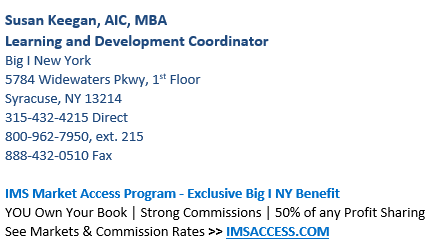 Susan Keegan, AIC, MBA
Learning and Development Coordinator
Big I New York
5784 Widewaters Pkwy, 1st Floor
Syracuse, NY 13214
315-432-4215 Direct
800-962-7950, ext. 215
888-432-0510 Fax
IMS Market Access Program - Exclusive Big I NY Benefit
YOU Own Your Book | Strong Commissions | 50% of any Profit Sharing
See Markets & Commission Rates >> IMSACCESS.COM